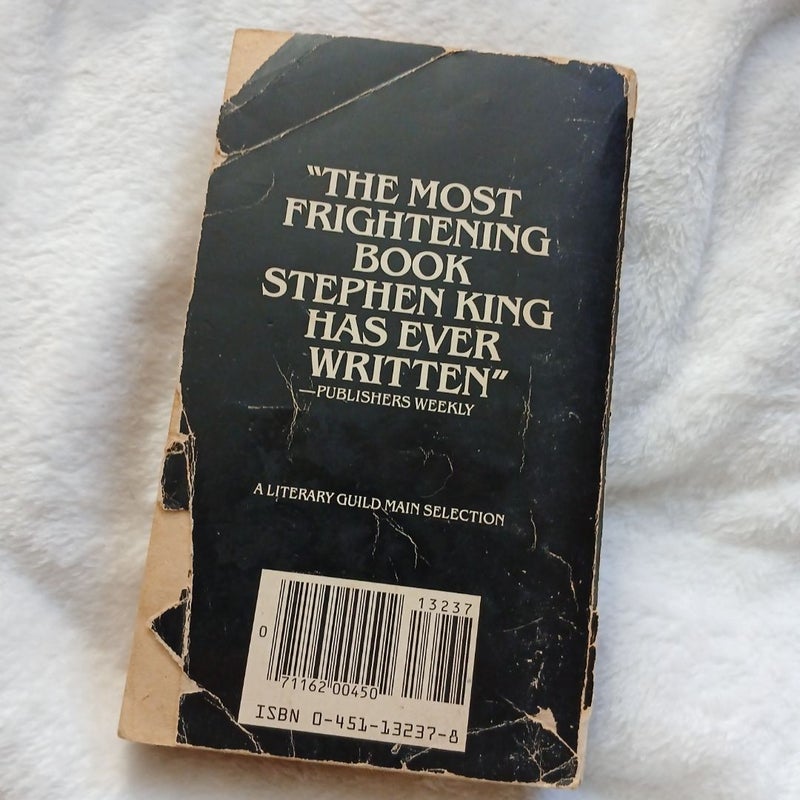 “THE MOST
FRIGHTENING
BOOK
STEPHEN KING
HAS EVER
WRITTEN”
—PUBLISHERS WEEKLY
A LITERARY GUILD MAIN SELECTION
13237
0
71162 00450
ISBN 0-451-13237-8